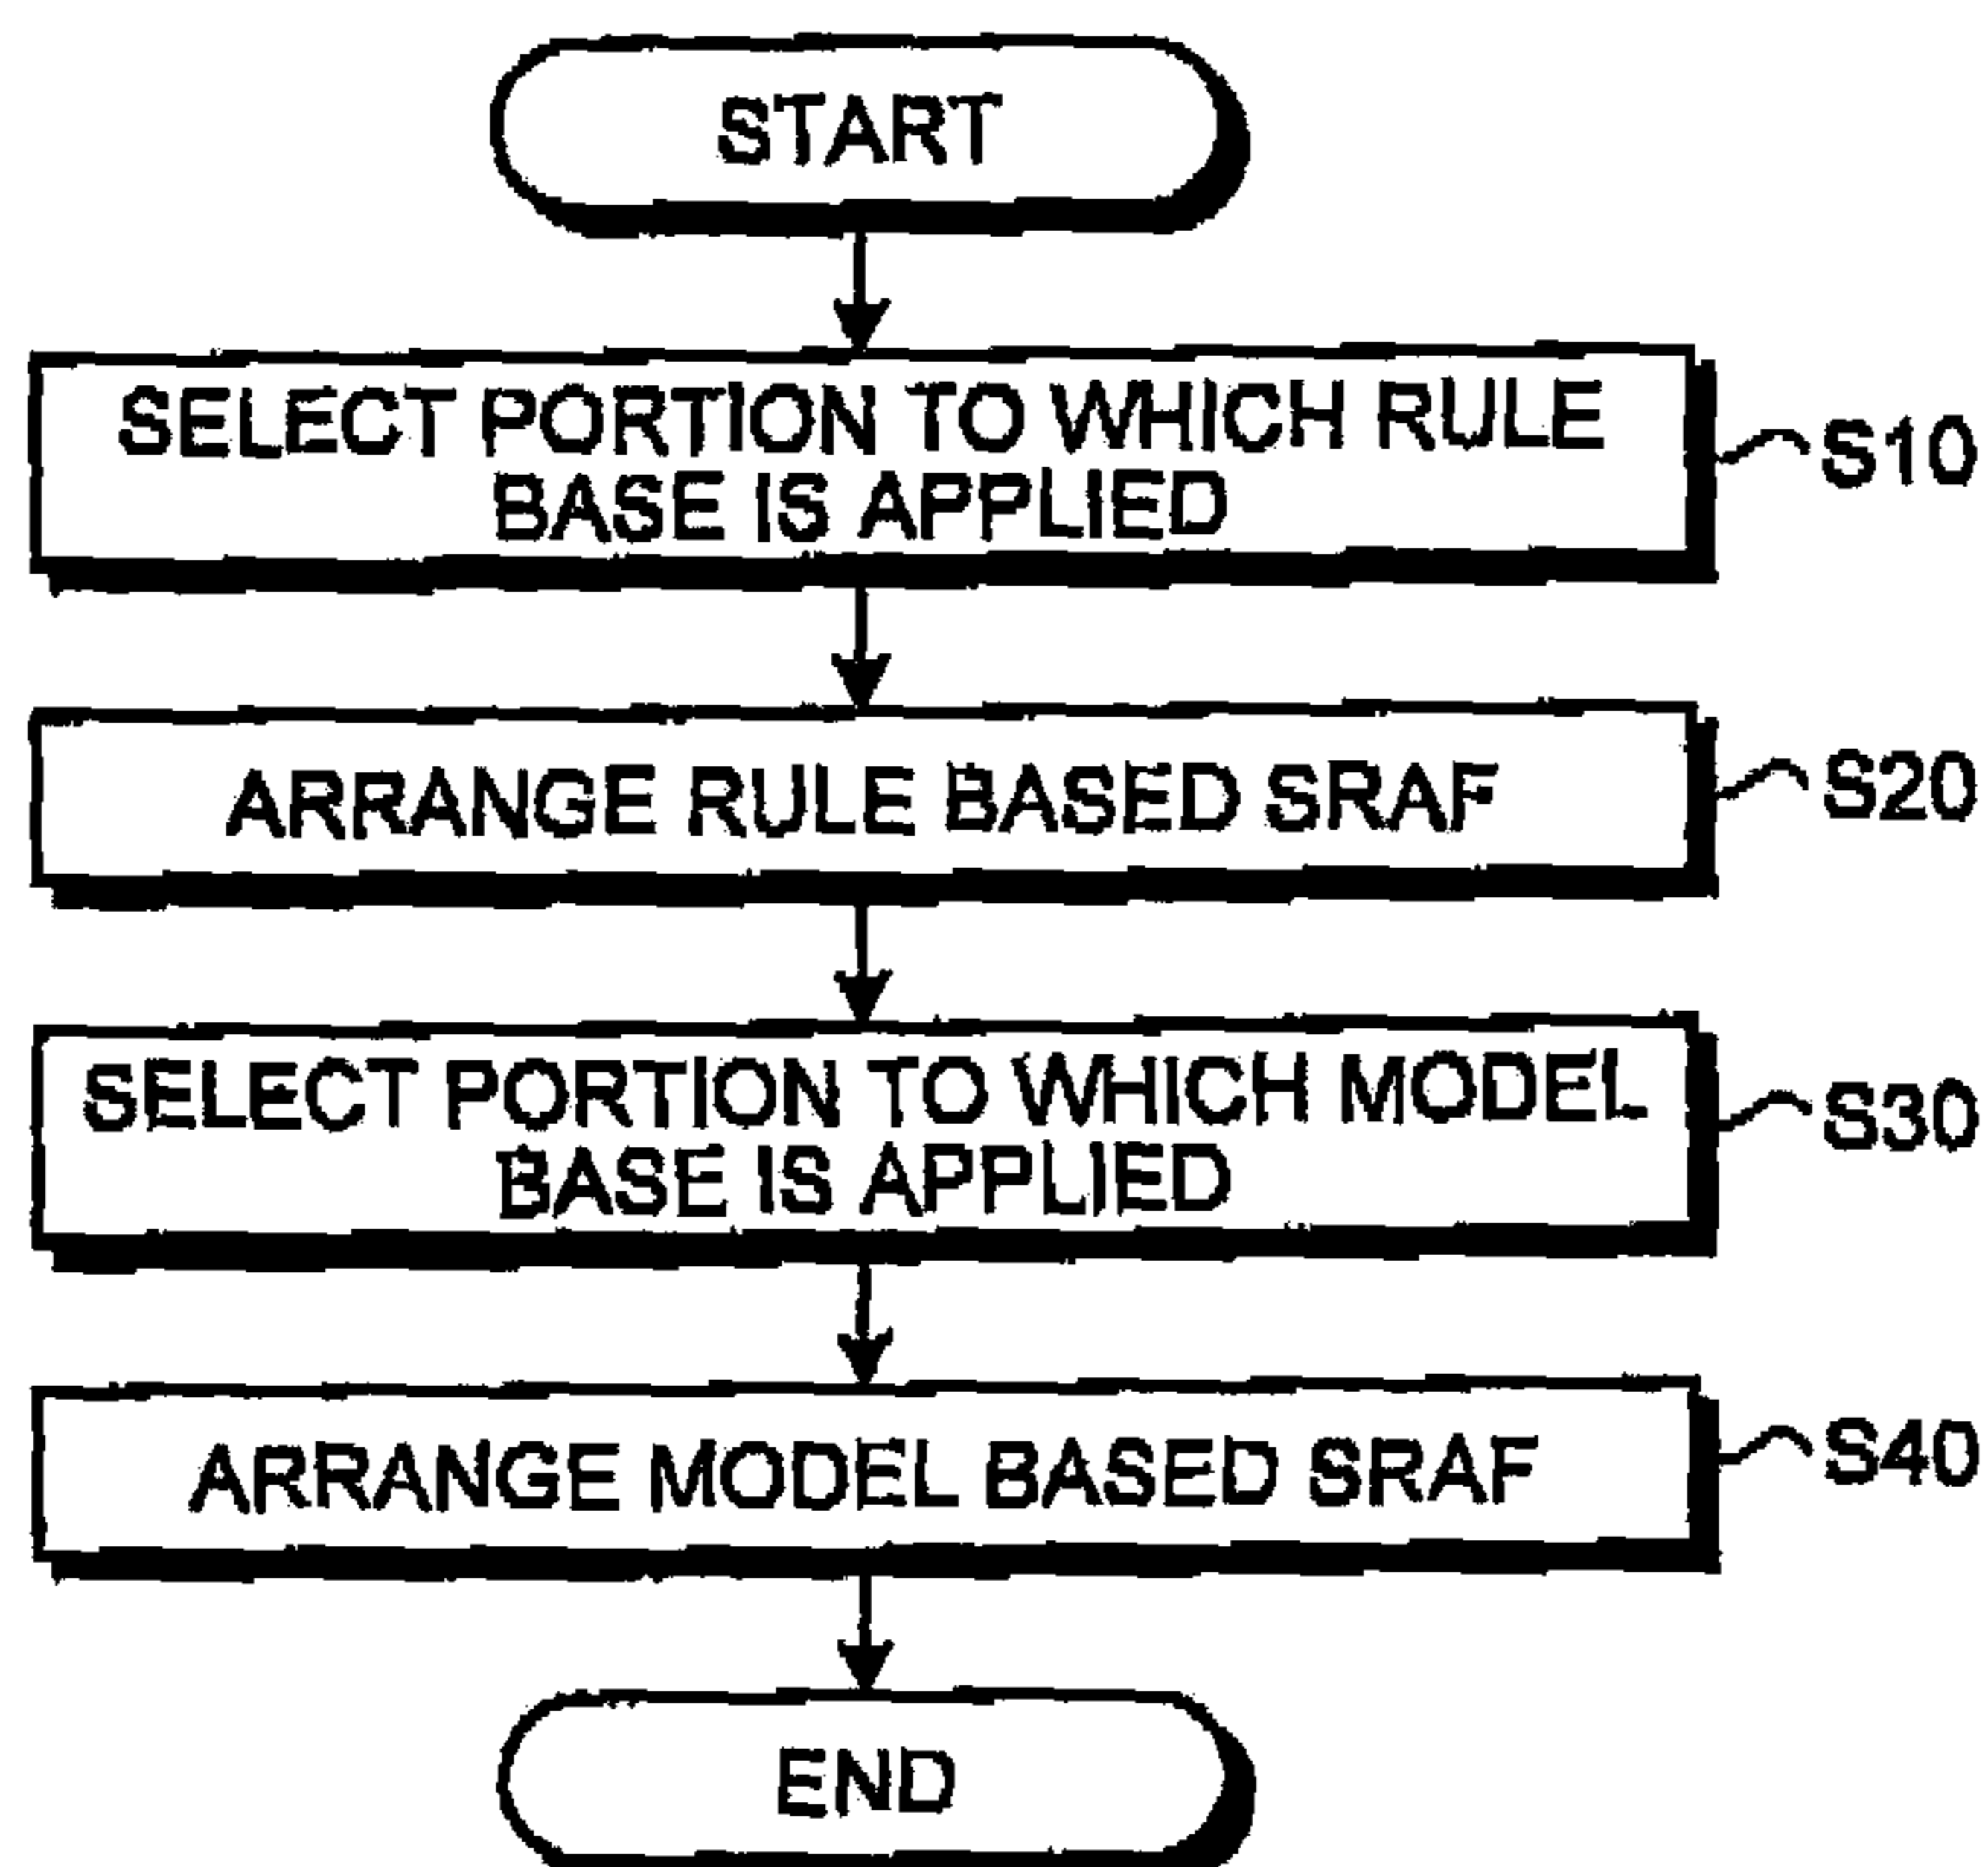 START
SELECT PORTION TO WHICH RULE
BASE IS APPLIED
S10
ARRANGE RULE BASED SRAF
S20
SELECT PORTION TO WHICH MODEL
BASE IS APPLIED
S30
ARRANGE MODEL BASED SRAF
S40
END